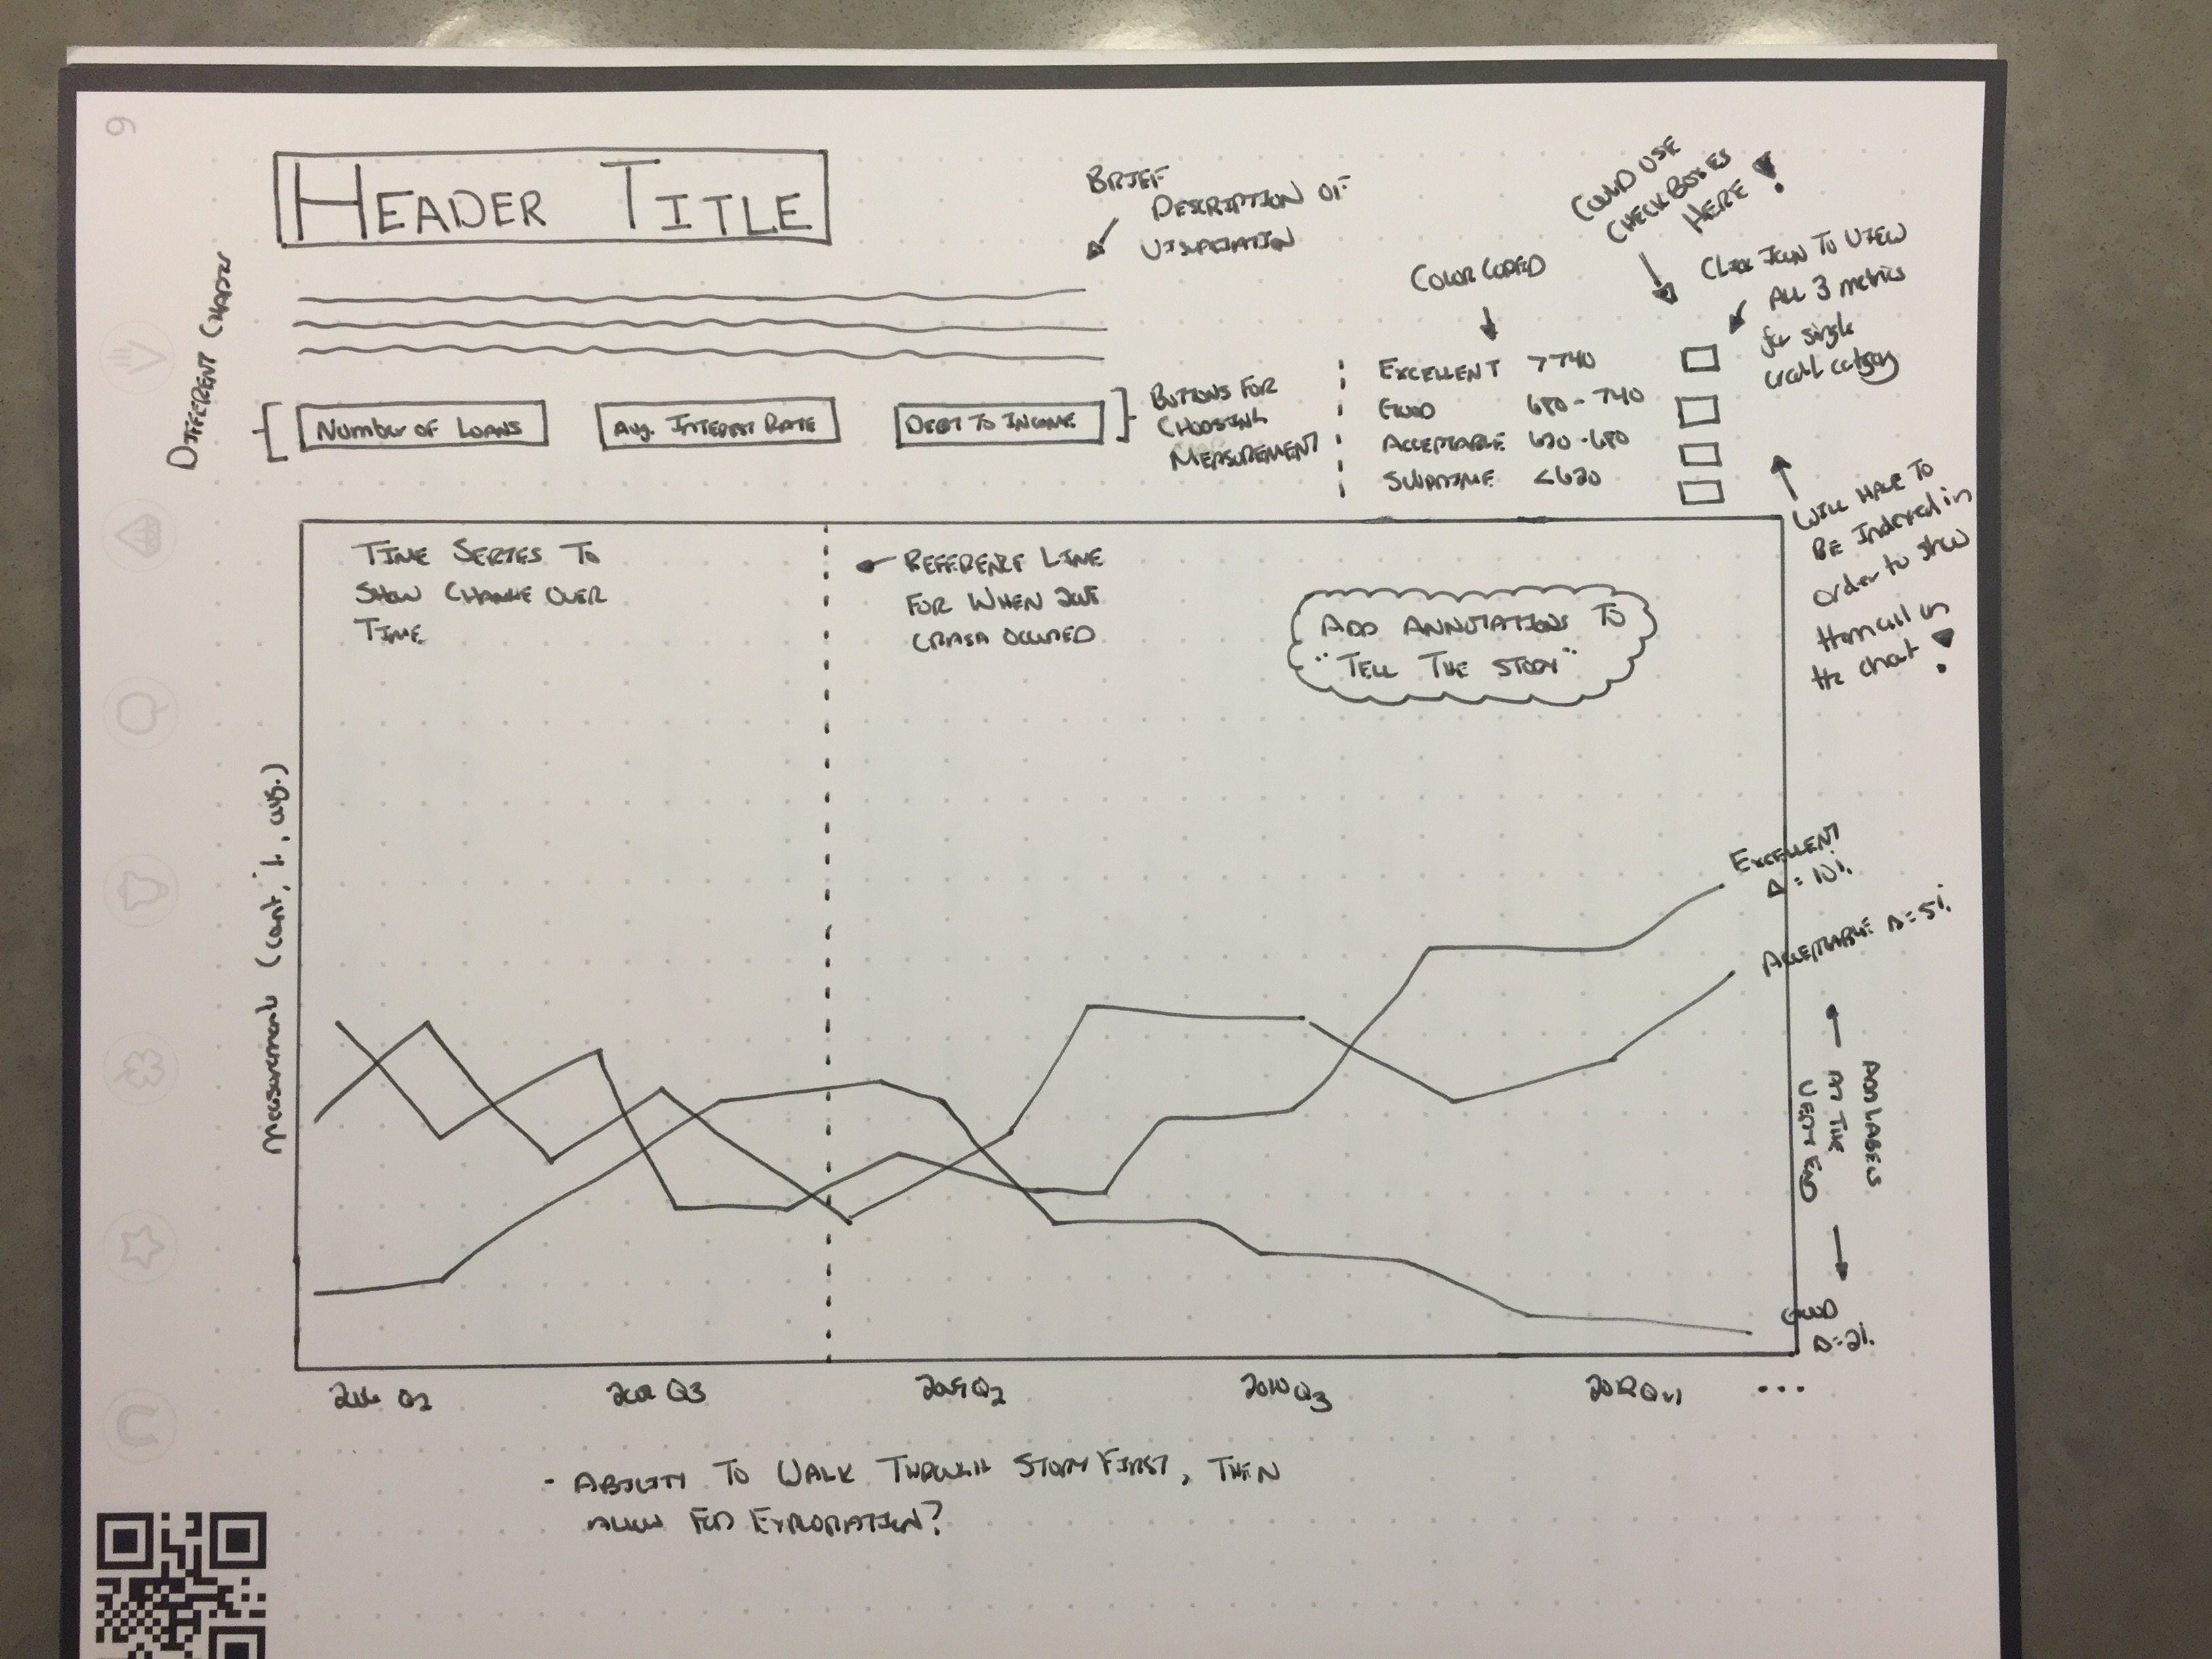 6
HEADER TITLE
BRIEF
DESCRIPTION OF
VISUALIZATION
COLOR CODED
COULD USE
CHECK BOXES
HERE !
CLICK ICON TO VIEW
ALL 3 metrics
for single
credit category
DIFFERENT CHARTS
Number OF LOANS
AVG. INTEREST RATE
DEBT TO INCOME
BUTTONS FOR
CHOOSING
MEASUREMENT
EXCELLENT >740
GOOD 680-740
ACCEPTABLE 620-680
SUBPRIME <620
WILL HAVE TO
BE Indexed in
order to show
them all in
the chart !
TIME SERIES TO
SHOW CHANGE OVER
TIME
REFERENCE LINE
FOR WHEN 2008
CRASH OCCURED
ADD ANNOTATIONS TO
"TELL THE STORY"
Measurement (count, %, avg.)
EXCELLENT
Δ = 10%
ACCEPTABLE Δ = 5%
ADD LABELS
AT THE
VERY END
GOOD
Δ = 2%
Q2
Q3
2009 Q2
2010 Q3
2012 Q4
...
- ABILITY TO WALK THROUGH STORY FIRST, THEN
ALLOW FOR EXPLORATION?